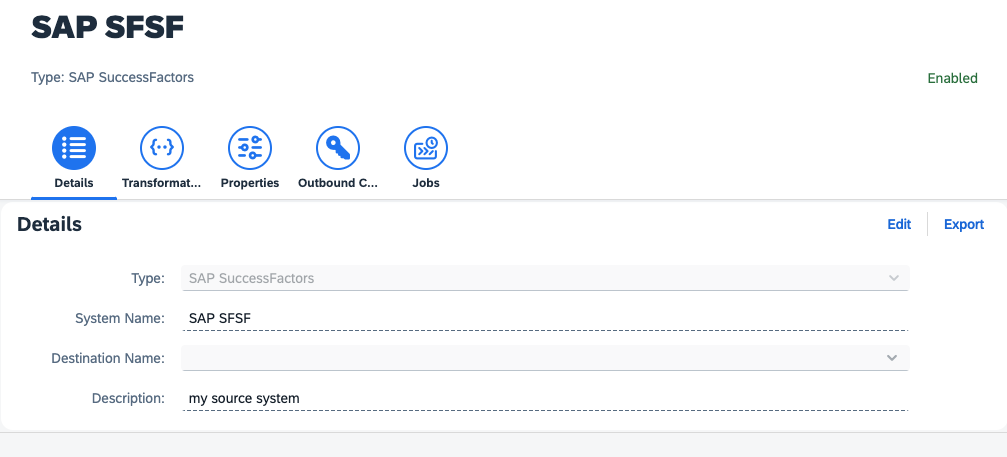 SAP SFSF
Type: SAP SuccessFactors
Enabled
Details
Transformat...
Properties
Outbound C...
Jobs
Details
Edit
Export
Type: SAP SuccessFactors
System Name: SAP SFSF
Destination Name:
Description: my source system